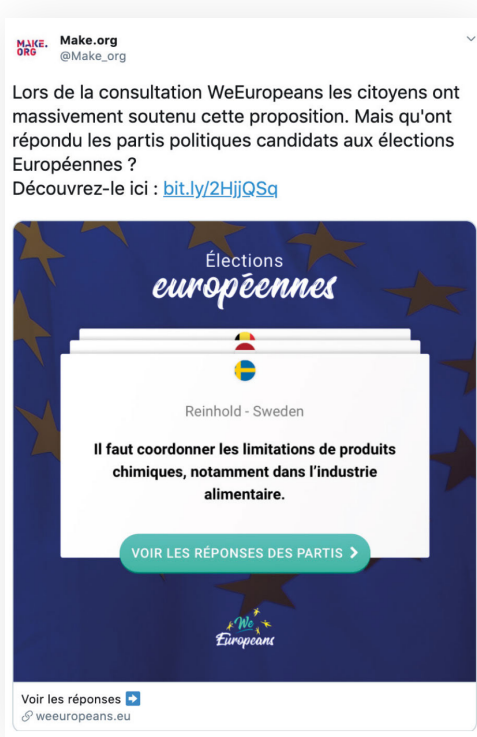 MAKE.
ORG
Make.org
@Make_org
Lors de la consultation WeEuropeans les citoyens ont
massivement soutenu cette proposition. Mais qu'ont
répondu les partis politiques candidats aux élections
Européennes ?
Découvrez-le ici : bit.ly/2HjjQSq
Élections
européennes
Reinhold - Sweden
Il faut coordonner les limitations de produits
chimiques, notamment dans l'industrie
alimentaire.
VOIR LES RÉPONSES DES PARTIS
We
Europeans
Voir les réponses ➡
weeuropeans.eu